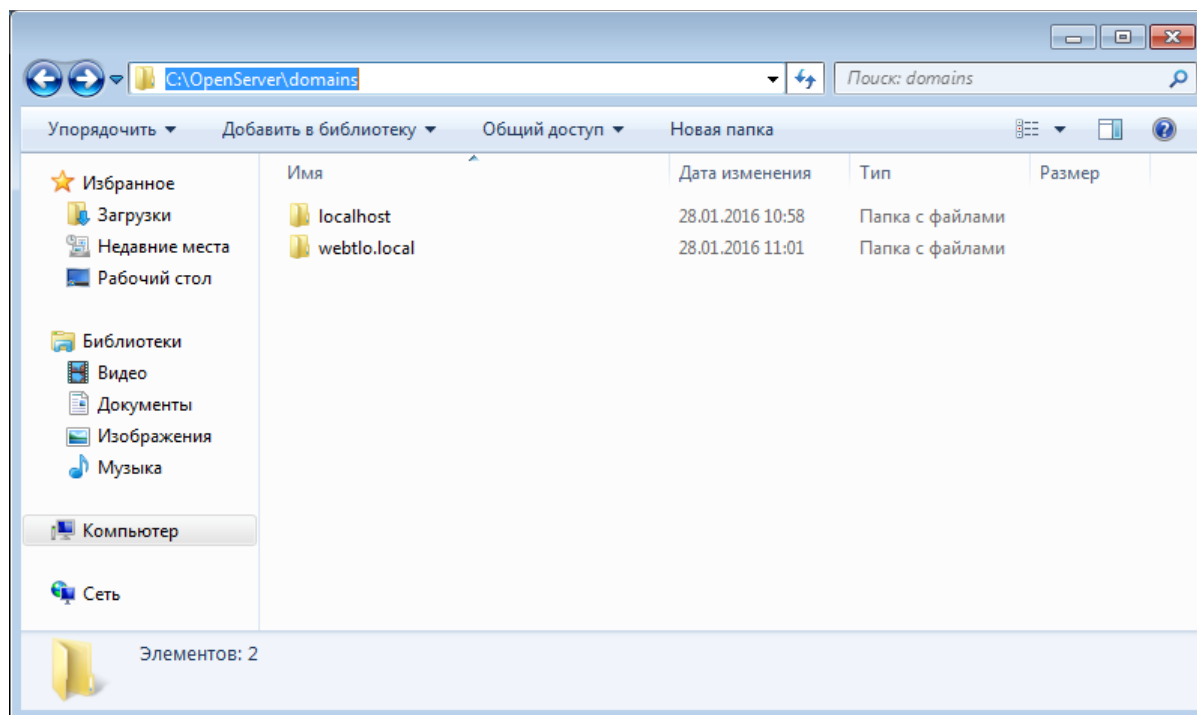 C:\OpenServer\domains
Поиск: domains
Упорядочить
Добавить в библиотеку
Общий доступ
Новая папка
Избранное
Загрузки
Недавние места
Рабочий стол
Библиотеки
Видео
Документы
Изображения
Музыка
Компьютер
Сеть
Имя Дата изменения Тип Размер
localhost 28.01.2016 10:58 Папка с файлами
webtlo.local 28.01.2016 11:01 Папка с файлами
Элементов: 2